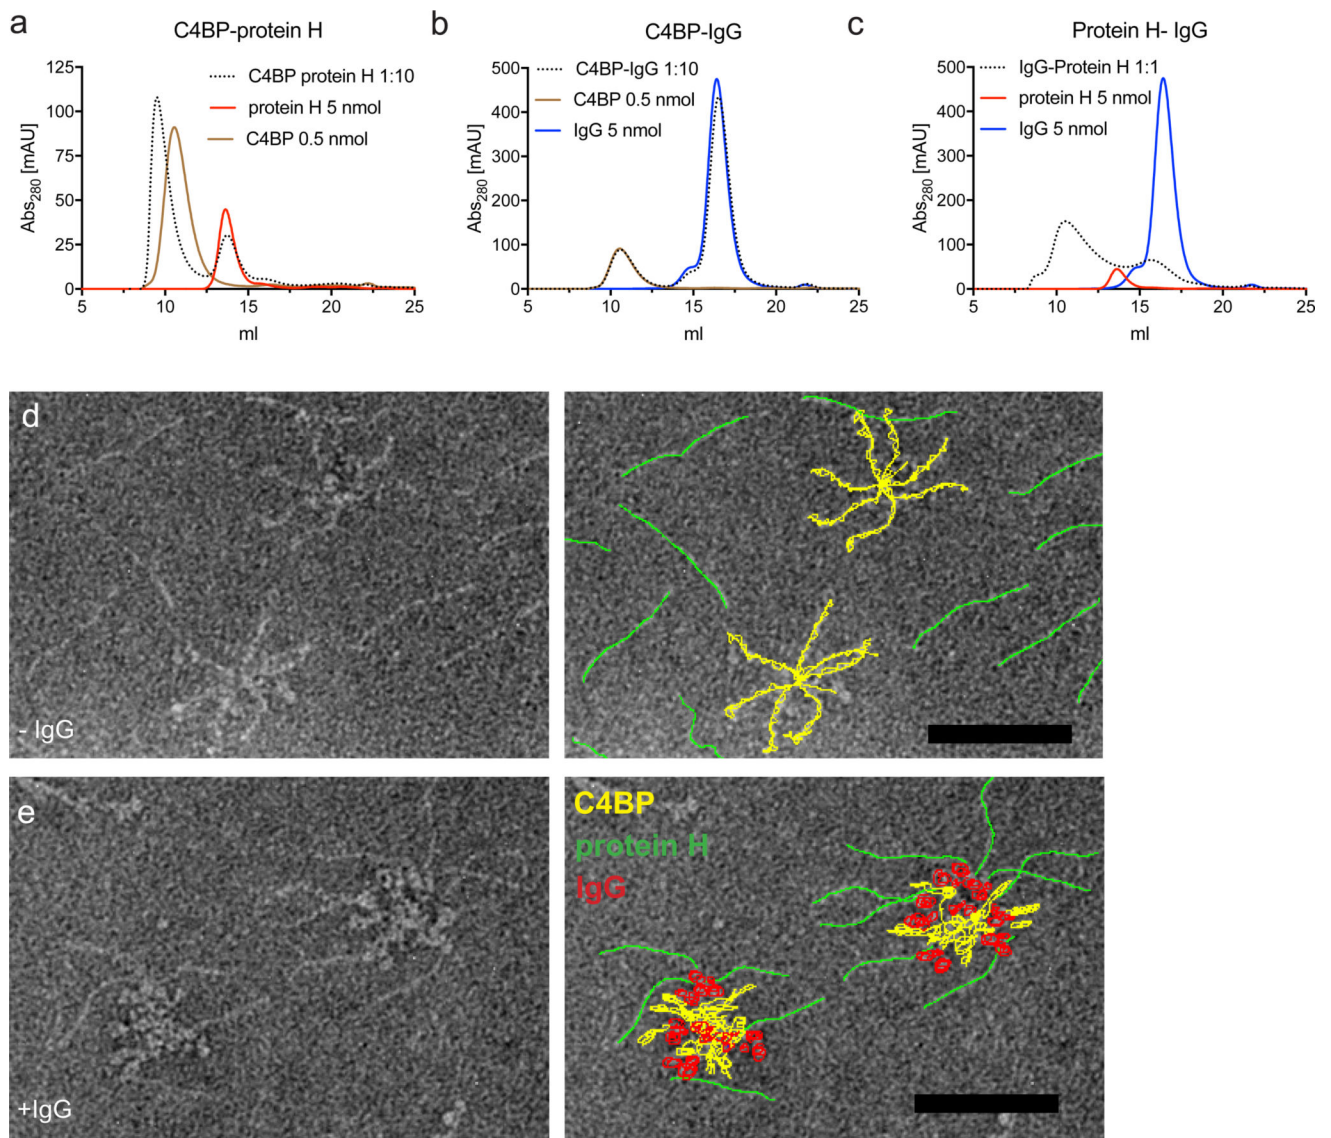 a
C4BP-protein H
C4BP protein H 1:10
protein H 5 nmol
C4BP 0.5 nmol
Abs280 [mAU]
125
100
75
50
25
0
5 10 15 20 25
ml
b
C4BP-IgG
C4BP-IgG 1:10
C4BP 0.5 nmol
IgG 5 nmol
Abs280 [mAU]
500
400
300
200
100
0
5 10 15 20 25
ml
c
Protein H- IgG
IgG-Protein H 1:1
protein H 5 nmol
IgG 5 nmol
Abs280 [mAU]
500
400
300
200
100
0
5 10 15 20 25
ml
d
- IgG
e
+IgG
C4BP
protein H
IgG